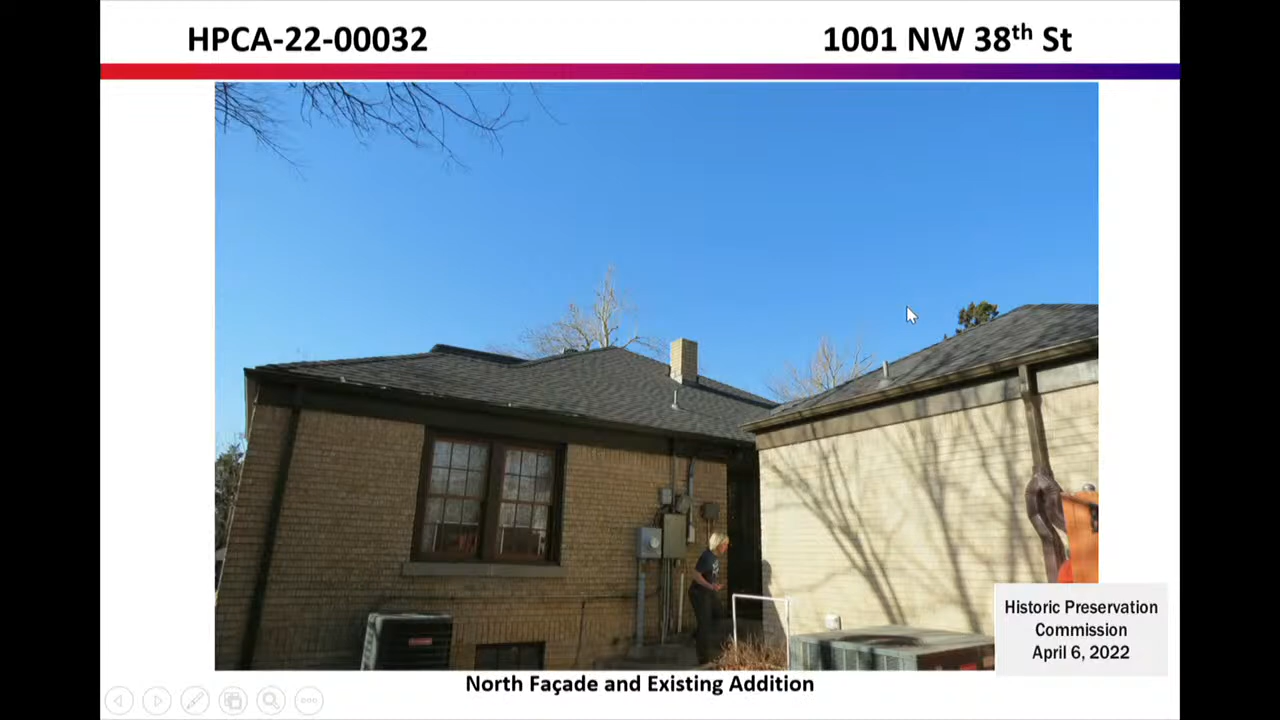 HPCA-22-00032
1001 NW 38th St
Historic Preservation
Commission
April 6, 2022
North Façade and Existing Addition